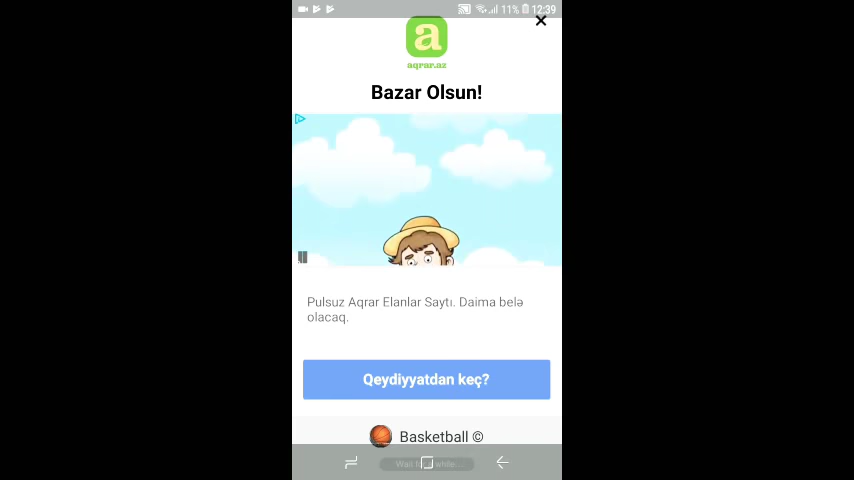 11% 12:39
a
aqrar.az
Bazar Olsun!
Pulsuz Aqrar Elanlar Saytı. Daima belə
olacaq.
Qeydiyyatdan keç?
Basketball ©